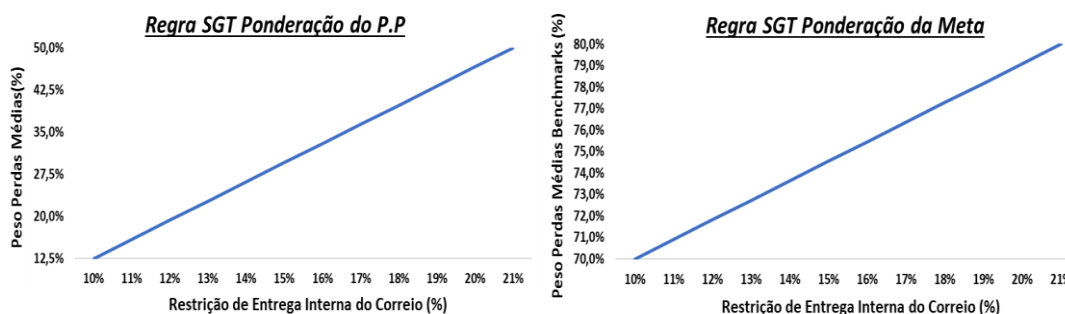 Regra SGT Ponderação do P.P
Peso Perdas Médias(%)
50,0%
42,5%
35,0%
27,5%
20,0%
12,5%
10% 11% 12% 13% 14% 15% 16% 17% 18% 19% 20% 21%
Restrição de Entrega Interna do Correio (%)
Regra SGT Ponderação da Meta
Peso Perdas Médias Benchmarks (%)
80,0%
79,0%
78,0%
77,0%
76,0%
75,0%
74,0%
73,0%
72,0%
71,0%
70,0%
10% 11% 12% 13% 14% 15% 16% 17% 18% 19% 20% 21%
Restrição de Entrega Interna do Correio (%)